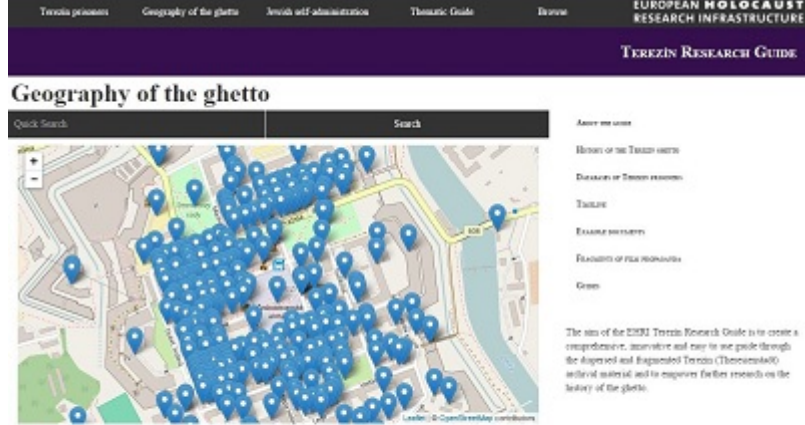 Terezín prisoners Geography of the ghetto Jewish self-administration Thematic Guide Browse
EUROPEAN HOLOCAUST
RESEARCH INFRASTRUCTURE
TEREZÍN RESEARCH GUIDE
Geography of the ghetto
Quick Search Search
+
−
Leaflet | © OpenStreetMap contributors
ABOUT THE GUIDE
HISTORY OF THE TEREZÍN GHETTO
DATABASES OF TEREZÍN PRISONERS
TIMELINE
EXAMPLE DOCUMENTS
FRAGMENTS OF FILM PROPAGANDA
GUIDES
The aim of the EHRI Terezín Research Guide is to create a
comprehensive, innovative and easy to use guide through
the dispersed and fragmented Terezín (Theresienstadt)
archival material and to empower further research on the
history of the ghetto.